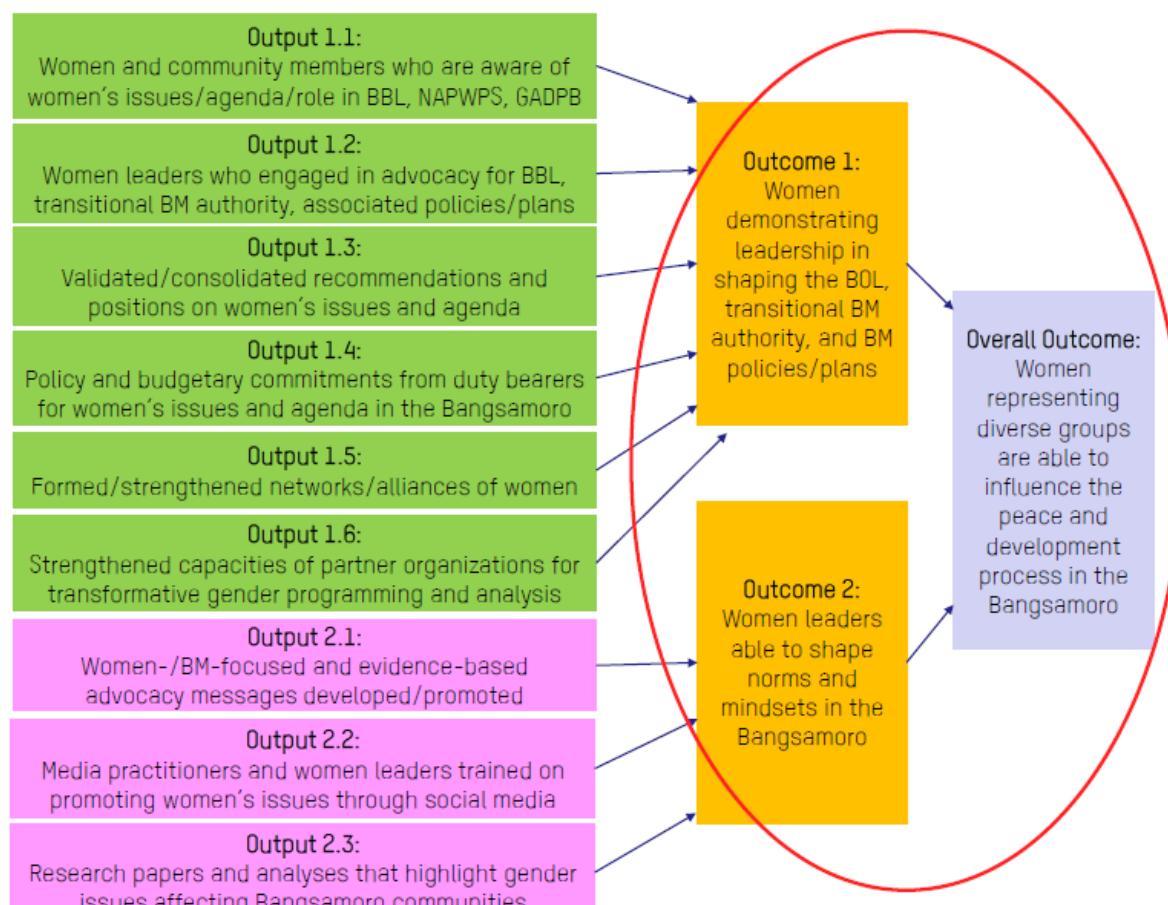 Output 1.1:
Women and community members who are aware of
women's issues/agenda/role in BBL, NAPWPS, GADPB
Output 1.2:
Women leaders who engaged in advocacy for BBL,
transitional BM authority, associated policies/plans
Output 1.3:
Validated/consolidated recommendations and
positions on women's issues and agenda
Output 1.4:
Policy and budgetary commitments from duty bearers
for women's issues and agenda in the Bangsamoro
Output 1.5:
Formed/strengthened networks/alliances of women
Output 1.6:
Strengthened capacities of partner organizations for
transformative gender programming and analysis
Output 2.1:
Women-/BM-focused and evidence-based
advocacy messages developed/promoted
Output 2.2:
Media practitioners and women leaders trained on
promoting women's issues through social media
Output 2.3:
Research papers and analyses that highlight gender
issues affecting Bangsamoro communities
Outcome 1:
Women
demonstrating
leadership in
shaping the BOL,
transitional BM
authority, and BM
policies/plans
Outcome 2:
Women leaders
able to shape
norms and
mindsets in the
Bangsamoro
Overall Outcome:
Women
representing
diverse groups
are able to
influence the
peace and
development
process in the
Bangsamoro